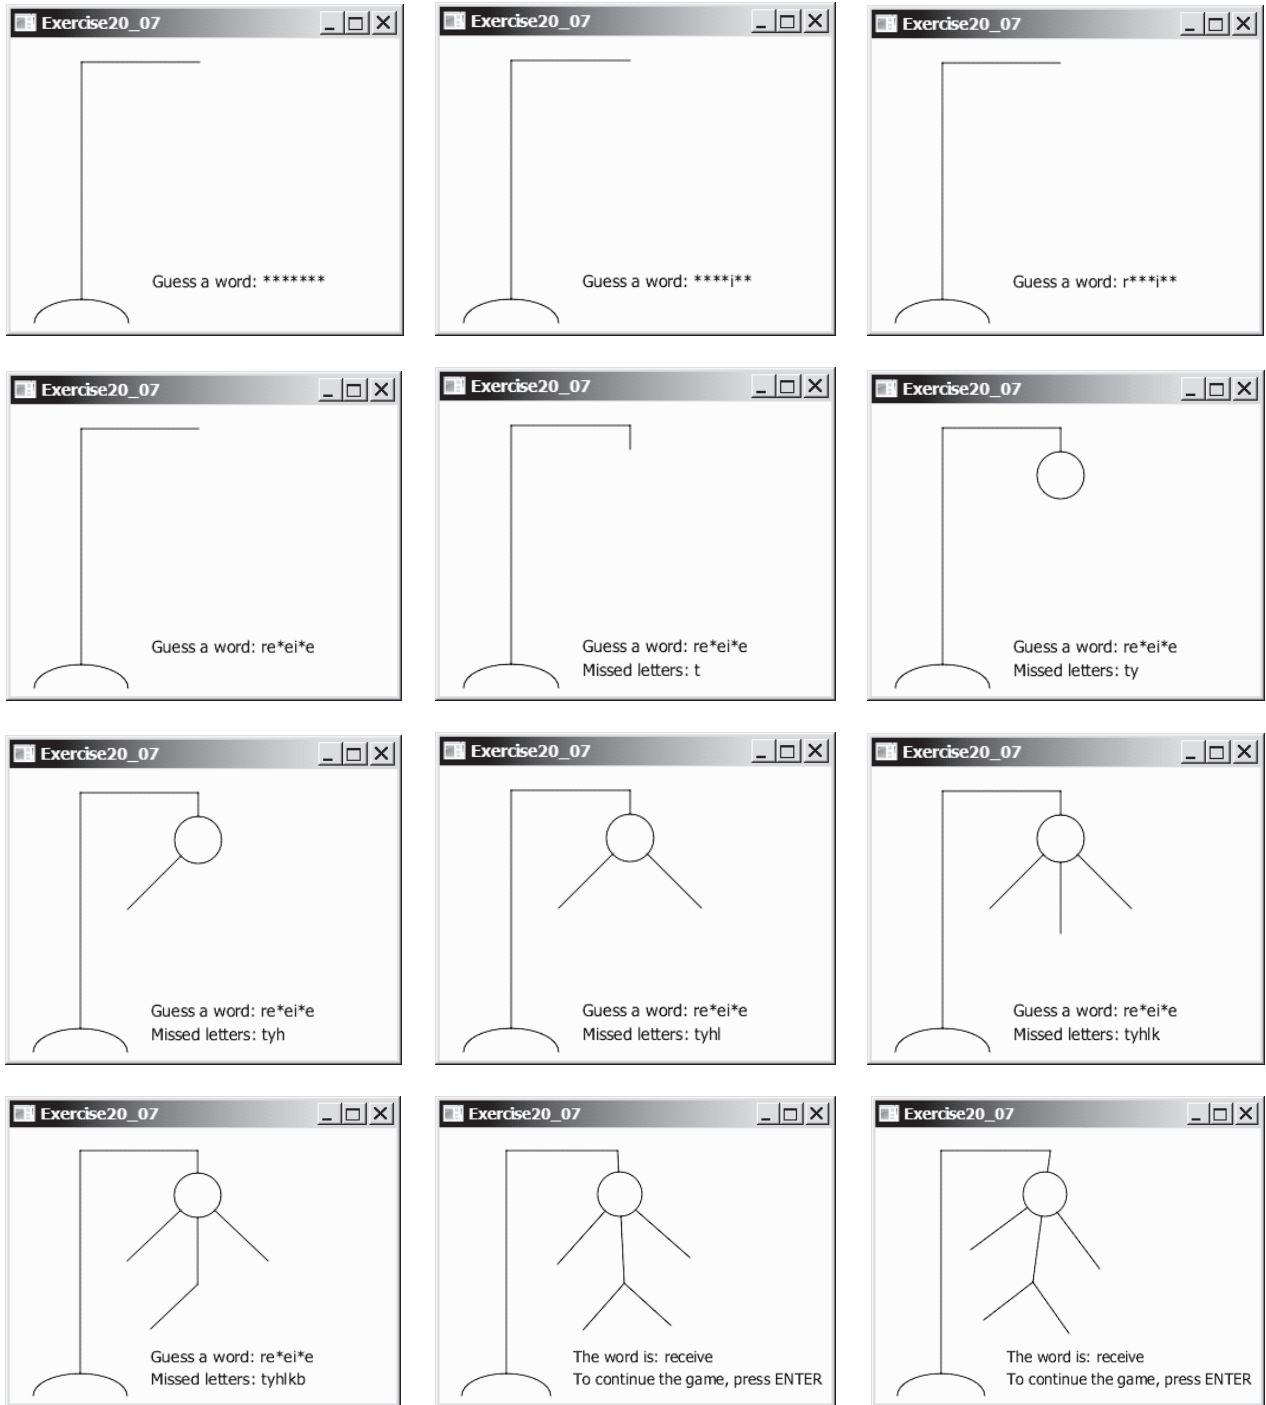 Exercise20_07
Guess a word: *******
Exercise20_07
Guess a word: ****i**
Exercise20_07
Guess a word: r***i**
Exercise20_07
Guess a word: re*ei*e
Exercise20_07
Guess a word: re*ei*e
Missed letters: t
Exercise20_07
Guess a word: re*ei*e
Missed letters: ty
Exercise20_07
Guess a word: re*ei*e
Missed letters: tyh
Exercise20_07
Guess a word: re*ei*e
Missed letters: tyhl
Exercise20_07
Guess a word: re*ei*e
Missed letters: tyhlk
Exercise20_07
Guess a word: re*ei*e
Missed letters: tyhlkb
Exercise20_07
The word is: receive
To continue the game, press ENTER
Exercise20_07
The word is: receive
To continue the game, press ENTER